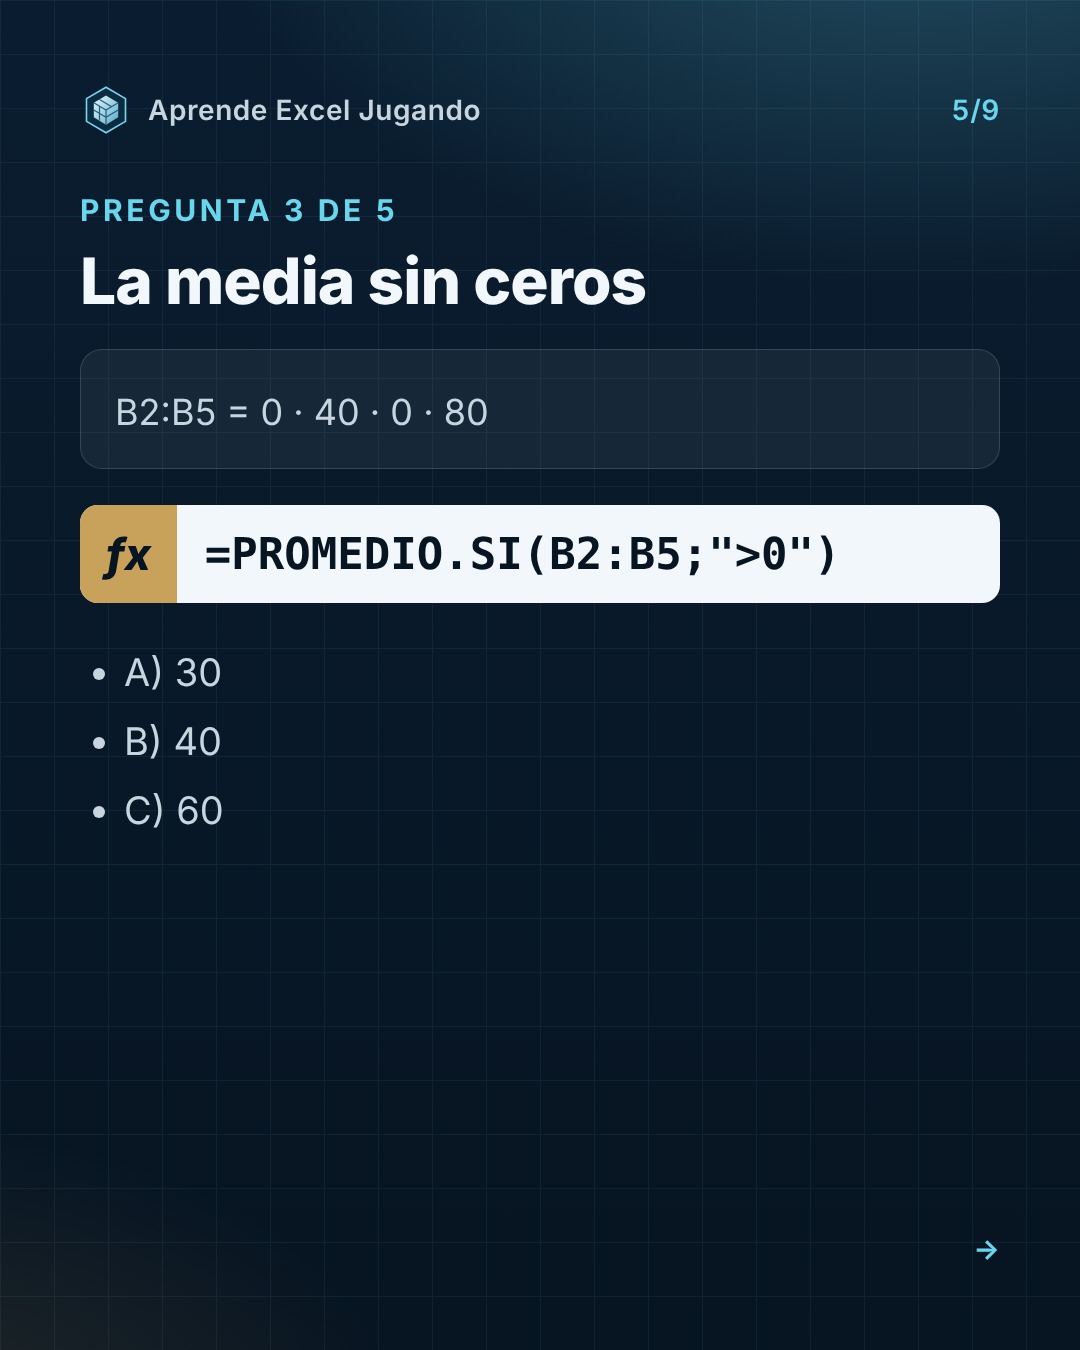 Aprende Excel Jugando
5/9
PREGUNTA 3 DE 5
La media sin ceros
B2:B5 = 0 · 40 · 0 · 80
fx =PROMEDIO.SI(B2:B5;">0")
• A) 30
• B) 40
• C) 60
→